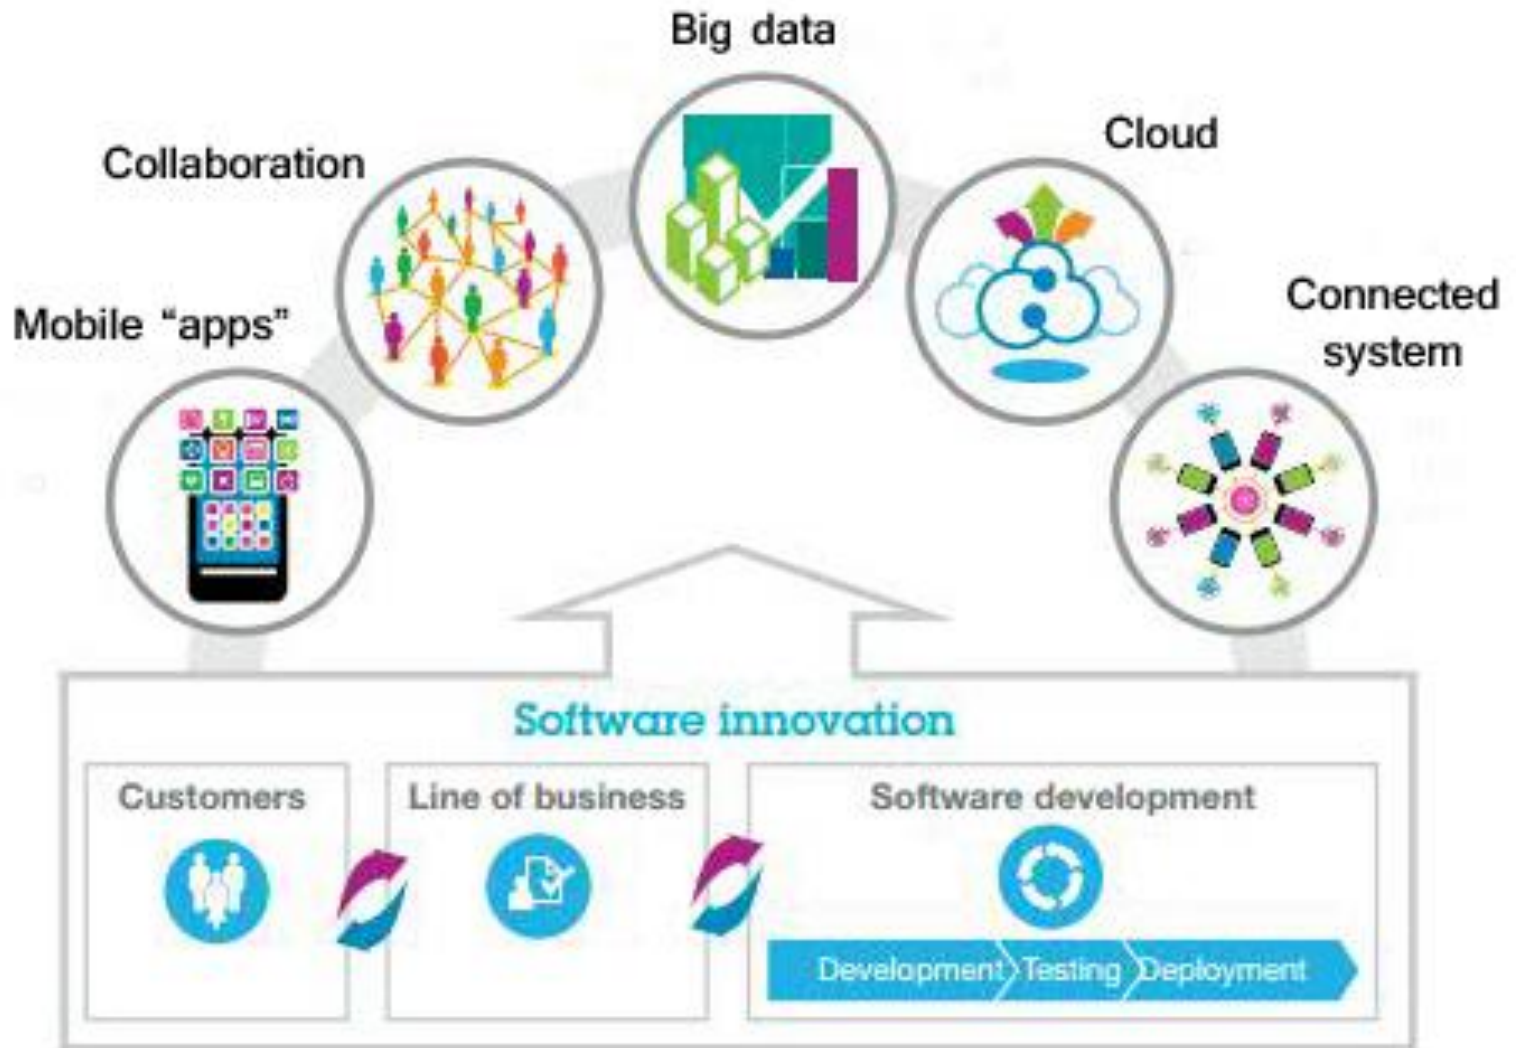 Big data
Collaboration
Cloud
Mobile “apps”
Connected
system
Software innovation
Customers
Line of business
Software development
Development
Testing
Deployment